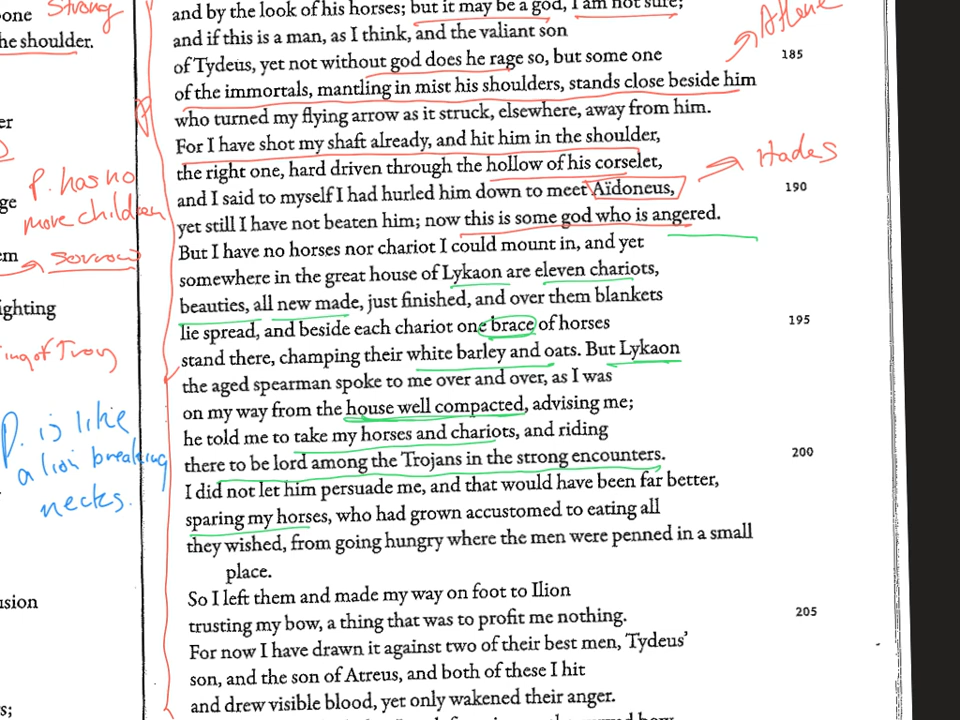 one
Strong
he shoulder.
er
P. has no
more children
ge
em
sorrow
ighting
ing of Troy
P. is like
a lion breaking
necks.
usion
s;
and by the look of his horses; but it may be a god, I am not sure;
and if this is a man, as I think, and the valiant son
of Tydeus, yet not without god does he rage so, but some one
185
of the immortals, mantling in mist his shoulders, stands close beside him
Athene
who turned my flying arrow as it struck, elsewhere, away from him.
For I have shot my shaft already, and hit him in the shoulder,
the right one, hard driven through the hollow of his corselet,
Hades
and I said to myself I had hurled him down to meet Aïdoneus,
190
yet still I have not beaten him; now this is some god who is angered.
But I have no horses nor chariot I could mount in, and yet
somewhere in the great house of Lykaon are eleven chariots,
beauties, all new made, just finished, and over them blankets
lie spread, and beside each chariot one brace of horses
195
stand there, champing their white barley and oats. But Lykaon
the aged spearman spoke to me over and over, as I was
on my way from the house well compacted, advising me;
he told me to take my horses and chariots, and riding
there to be lord among the Trojans in the strong encounters.
200
I did not let him persuade me, and that would have been far better,
sparing my horses, who had grown accustomed to eating all
they wished, from going hungry where the men were penned in a small
place.
So I left them and made my way on foot to Ilion
205
trusting my bow, a thing that was to profit me nothing.
For now I have drawn it against two of their best men, Tydeus'
son, and the son of Atreus, and both of these I hit
and drew visible blood, yet only wakened their anger.